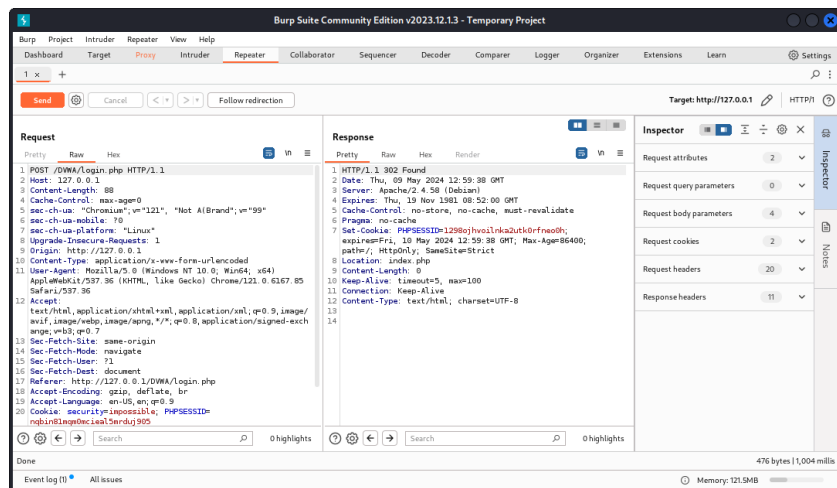 Burp Suite Community Edition v2023.12.1.3 - Temporary Project
Burp Project Intruder Repeater View Help
Dashboard Target Proxy Intruder Repeater Collaborator Sequencer Decoder Comparer Logger Organizer Extensions Learn Settings
1 × +
Send Cancel < > Follow redirection Target: http://127.0.0.1 HTTP/1
Request
Pretty Raw Hex \n
1 POST /DVWA/login.php HTTP/1.1
2 Host: 127.0.0.1
3 Content-Length: 88
4 Cache-Control: max-age=0
5 sec-ch-ua: "Chromium";v="121", "Not A(Brand";v="99"
6 sec-ch-ua-mobile: ?0
7 sec-ch-ua-platform: "Linux"
8 Upgrade-Insecure-Requests: 1
9 Origin: http://127.0.0.1
10 Content-Type: application/x-www-form-urlencoded
11 User-Agent: Mozilla/5.0 (Windows NT 10.0; Win64; x64)
AppleWebKit/537.36 (KHTML, like Gecko) Chrome/121.0.6167.85
Safari/537.36
12 Accept:
text/html,application/xhtml+xml,application/xml;q=0.9,image/
avif,image/webp,image/apng,*/*;q=0.8,application/signed-exch
ange;v=b3;q=0.7
13 Sec-Fetch-Site: same-origin
14 Sec-Fetch-Mode: navigate
15 Sec-Fetch-User: ?1
16 Sec-Fetch-Dest: document
17 Referer: http://127.0.0.1/DVWA/login.php
18 Accept-Encoding: gzip, deflate, br
19 Accept-Language: en-US,en;q=0.9
20 Cookie: security=impossible; PHPSESSID=
nqbin81mqm0mcieal5mrduj905
Search 0 highlights
Response
Pretty Raw Hex Render \n
1 HTTP/1.1 302 Found
2 Date: Thu, 09 May 2024 12:59:38 GMT
3 Server: Apache/2.4.58 (Debian)
4 Expires: Thu, 19 Nov 1981 08:52:00 GMT
5 Cache-Control: no-store, no-cache, must-revalidate
6 Pragma: no-cache
7 Set-Cookie: PHPSESSID=1298ojhvoilnka2utk0rfneo0h;
expires=Fri, 10 May 2024 12:59:38 GMT; Max-Age=86400;
path=/; HttpOnly; SameSite=Strict
8 Location: index.php
9 Content-Length: 0
10 Keep-Alive: timeout=5, max=100
11 Connection: Keep-Alive
12 Content-Type: text/html; charset=UTF-8
13
14
Search 0 highlights
Inspector
Request attributes 2
Request query parameters 0
Request body parameters 4
Request cookies 2
Request headers 20
Response headers 11
Inspector
Notes
Done 476 bytes | 1,004 millis
Event log (1) All issues Memory: 121.5MB